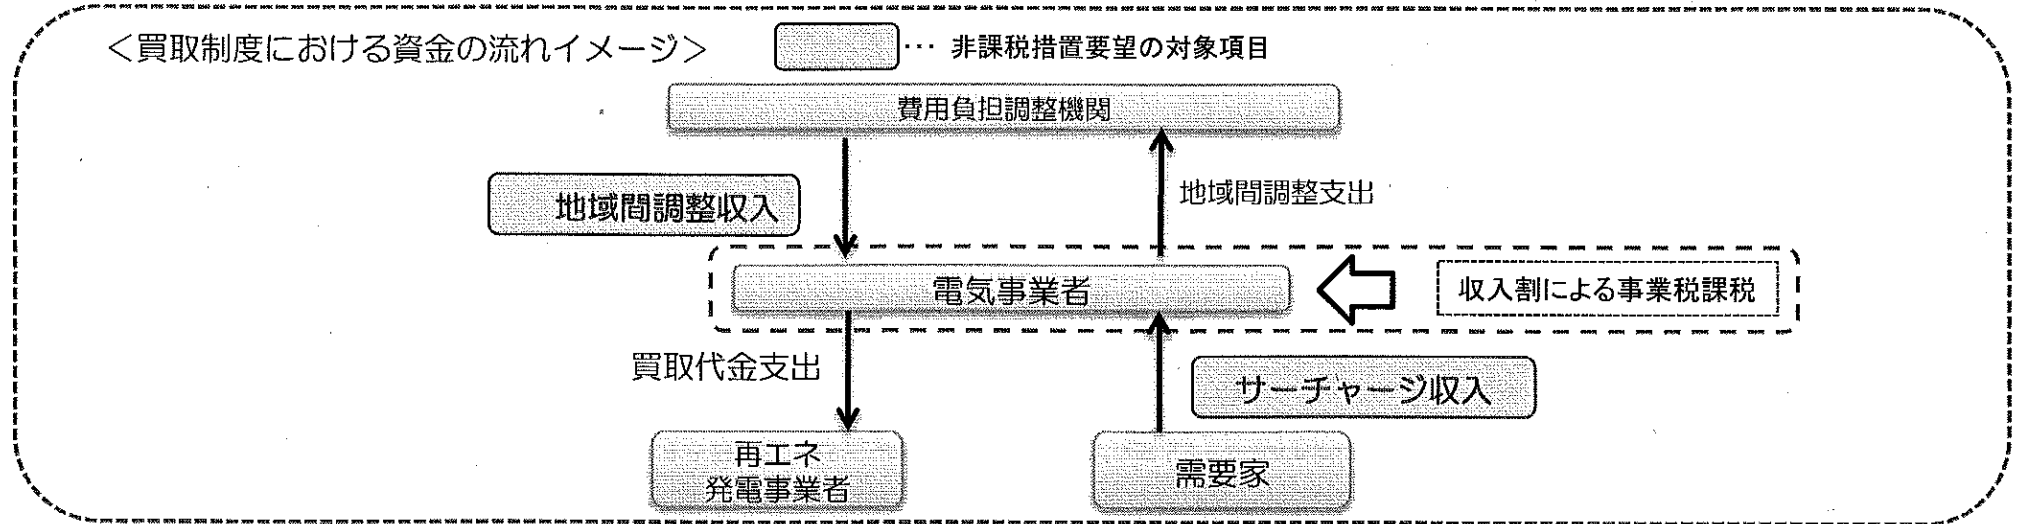 ＜買取制度における資金の流れイメージ＞
… 非課税措置要望の対象項目
費用負担調整機関
地域間調整収入
地域間調整支出
電気事業者
収入割による事業税課税
買取代金支出
サーチャージ収入
再エネ
発電事業者
需要家